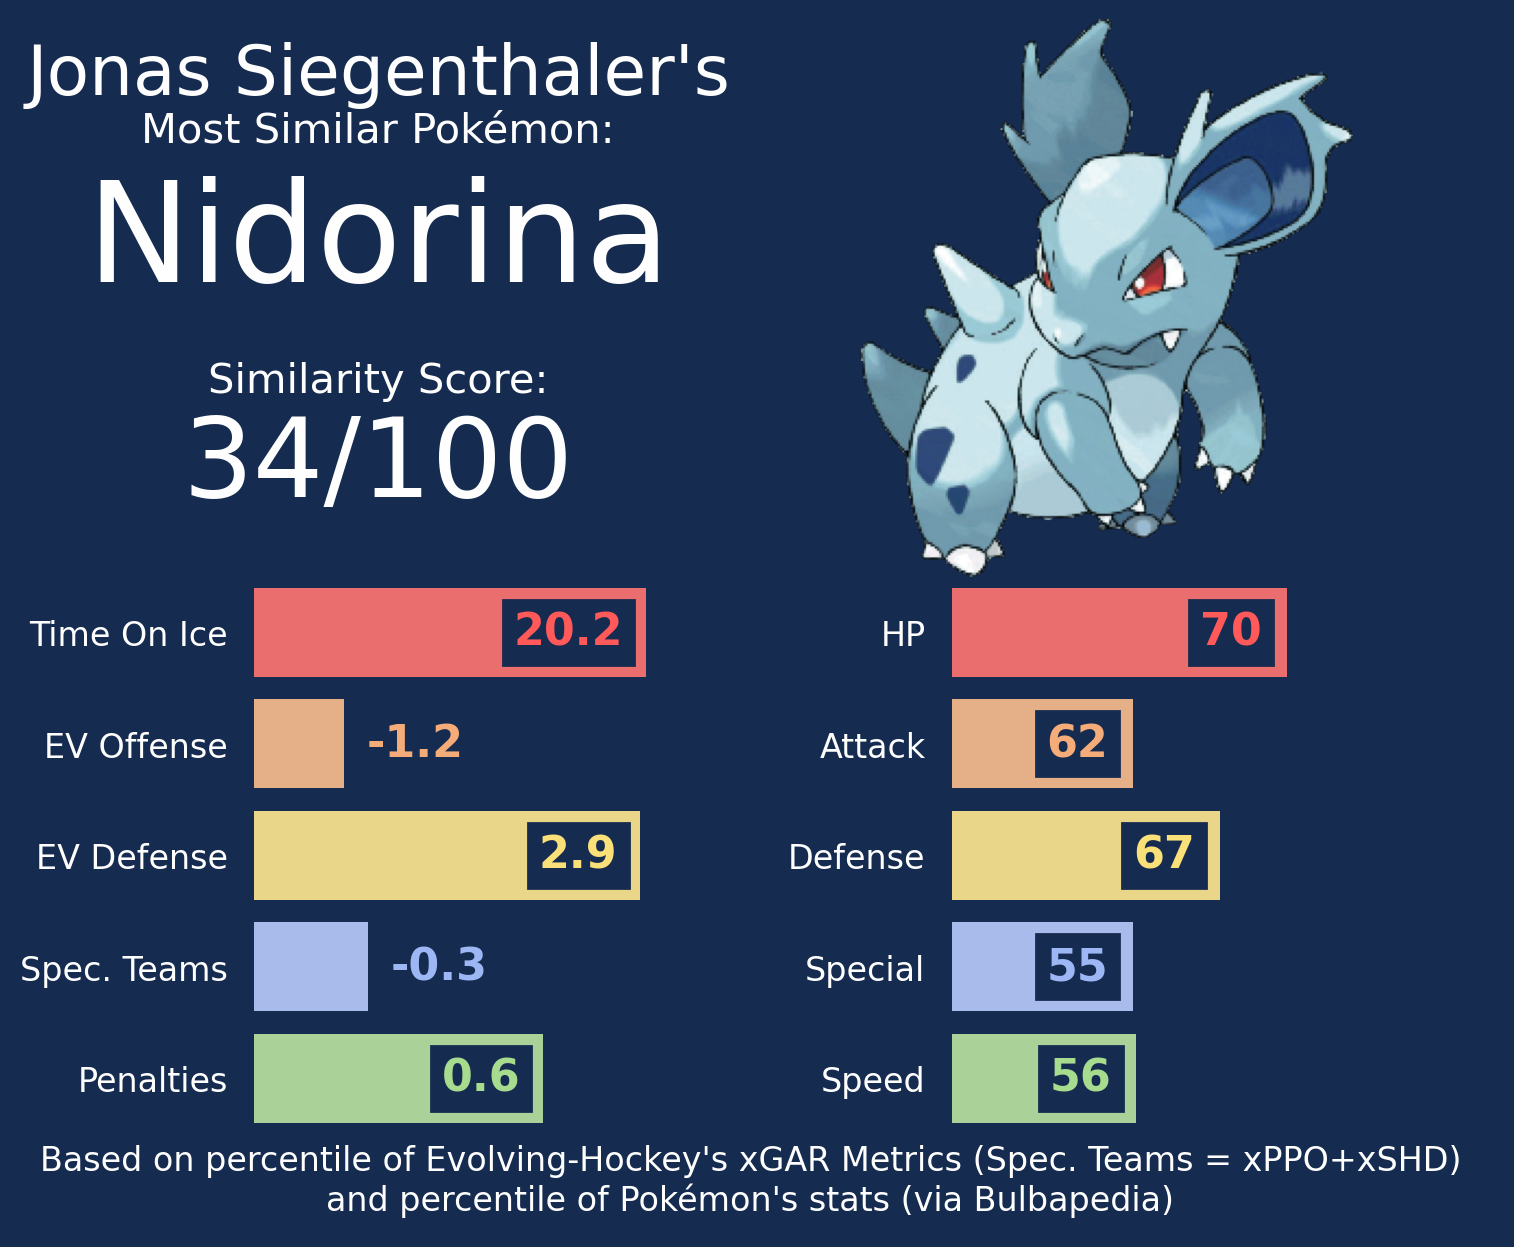 Jonas Siegenthaler's
Most Similar Pokémon:
Nidorina
Similarity Score:
34/100
Time On Ice 20.2
EV Offense -1.2
EV Defense 2.9
Spec. Teams -0.3
Penalties 0.6
HP 70
Attack 62
Defense 67
Special 55
Speed 56
Based on percentile of Evolving-Hockey's xGAR Metrics (Spec. Teams = xPPO+xSHD)
and percentile of Pokémon's stats (via Bulbapedia)